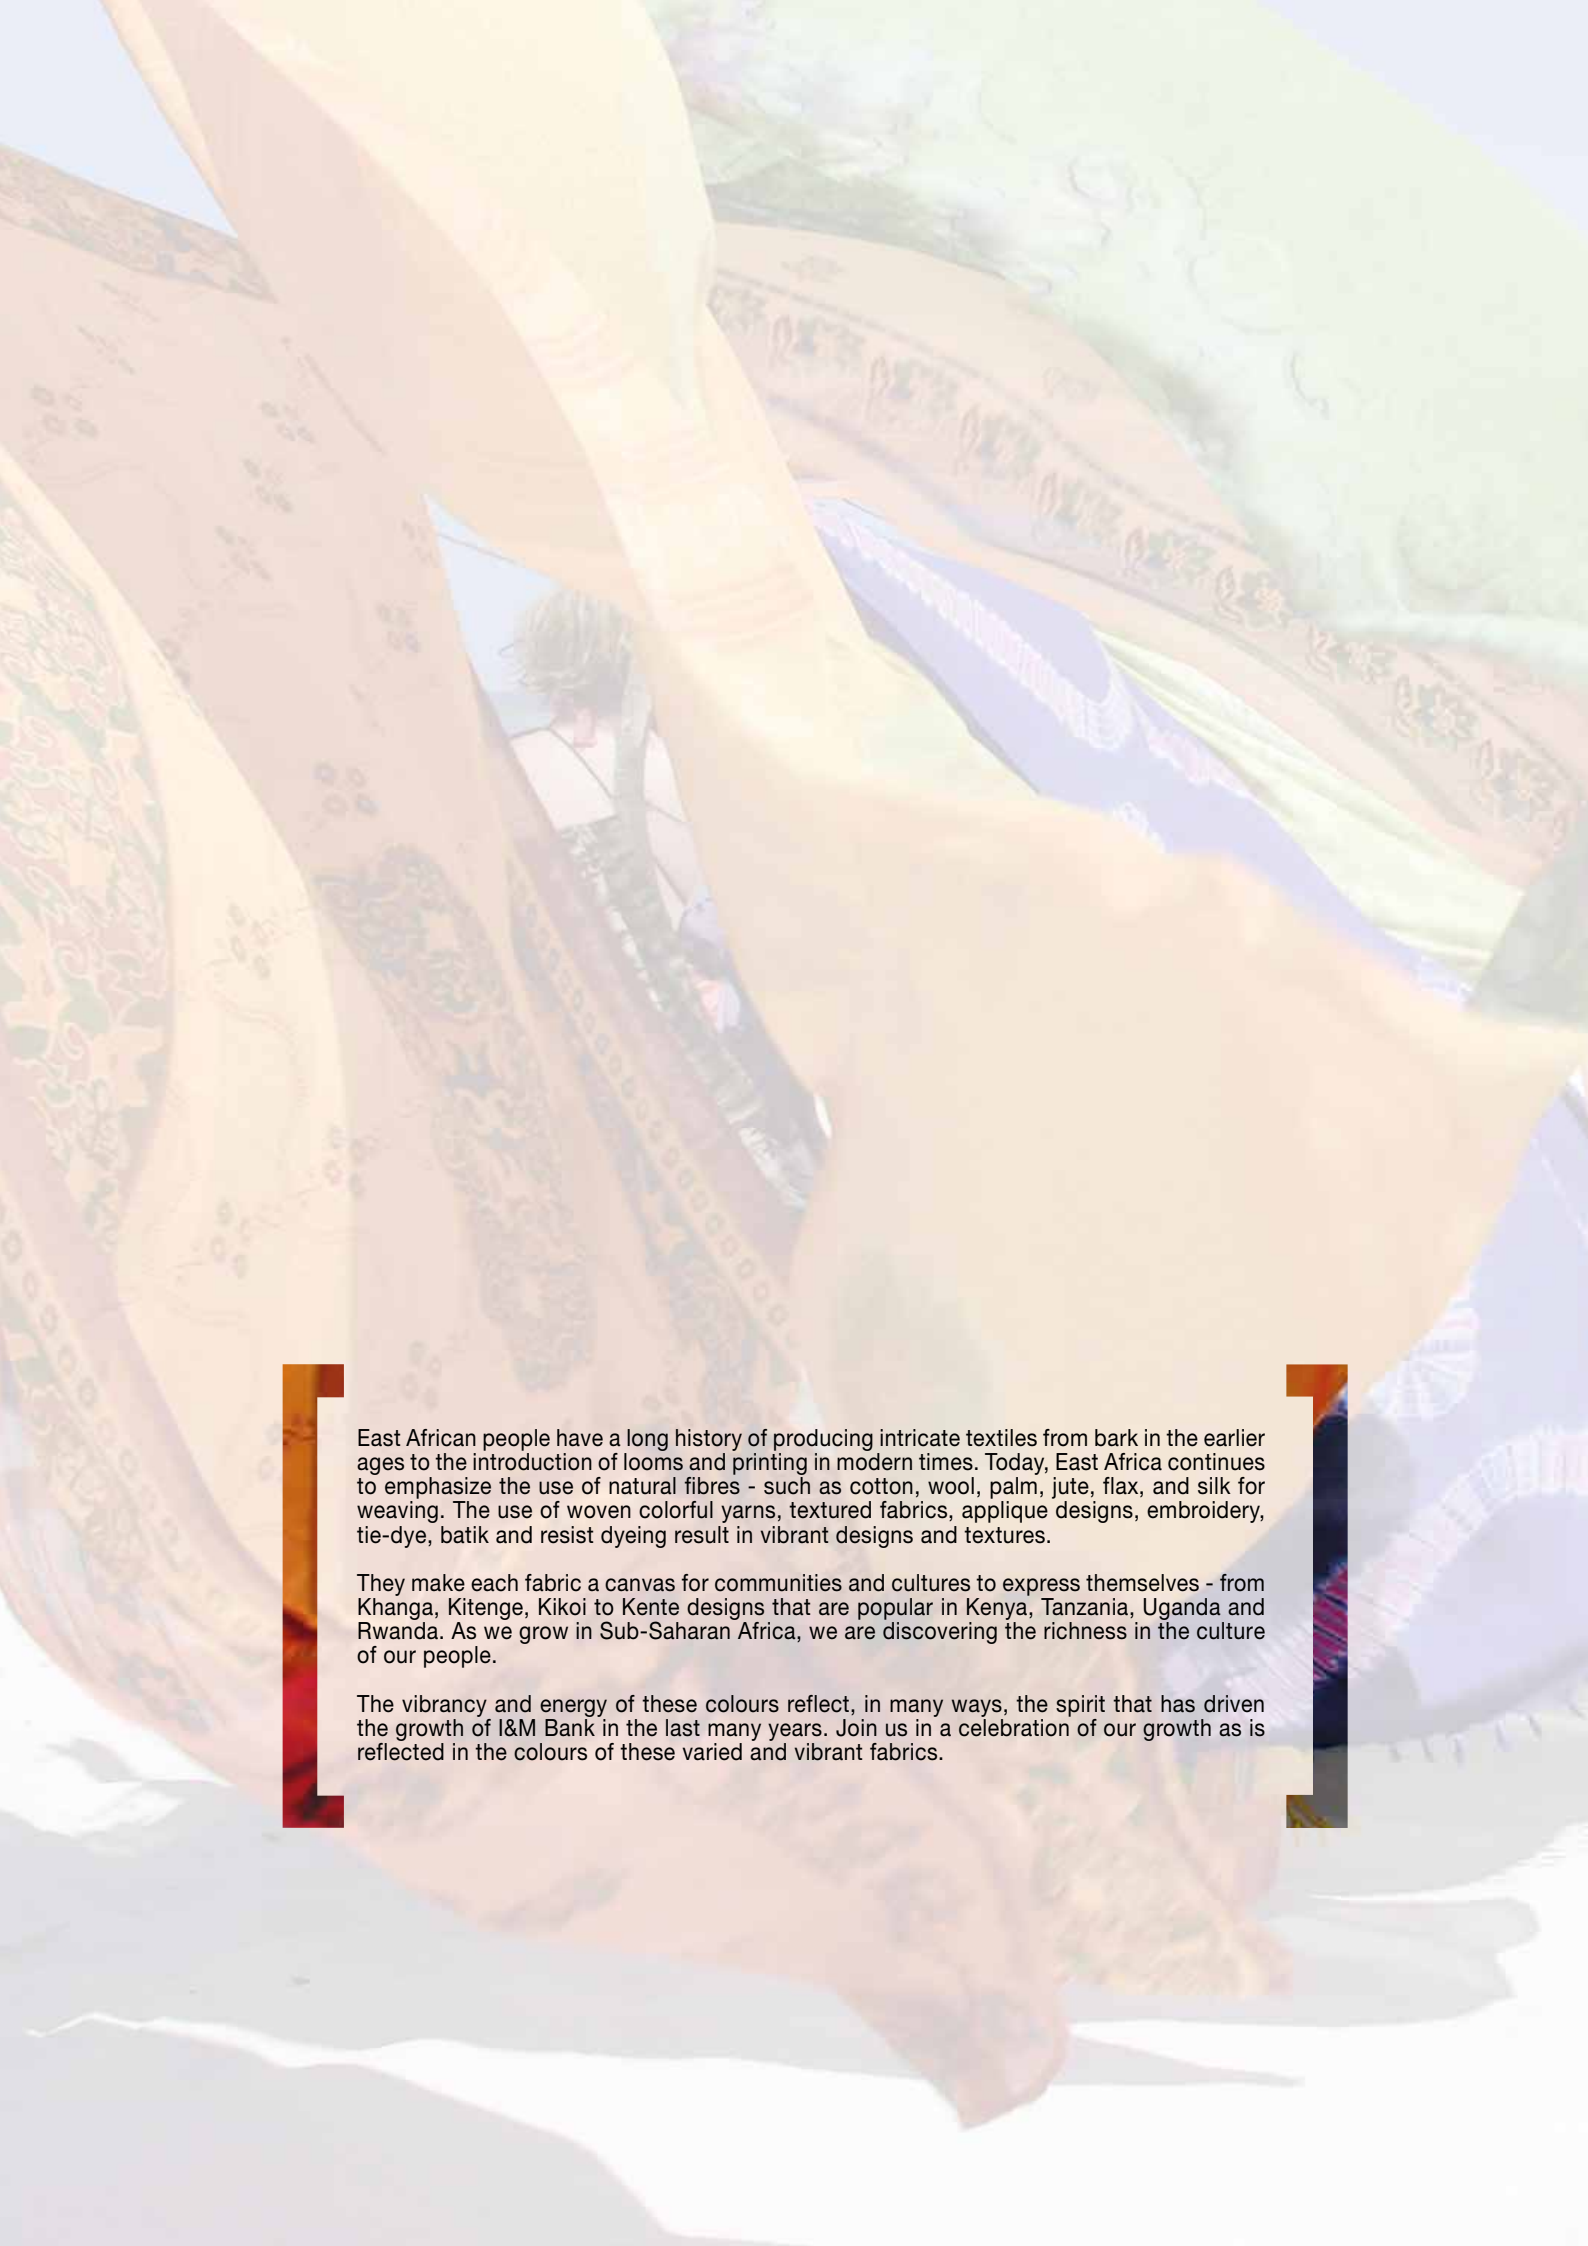 East African people have a long history of producing intricate textiles from bark in the earlier
ages to the introduction of looms and printing in modern times. Today, East Africa continues
to emphasize the use of natural fibres - such as cotton, wool, palm, jute, flax, and silk for
weaving. The use of woven colorful yarns, textured fabrics, applique designs, embroidery,
tie-dye, batik and resist dyeing result in vibrant designs and textures.
They make each fabric a canvas for communities and cultures to express themselves - from
Khanga, Kitenge, Kikoi to Kente designs that are popular in Kenya, Tanzania, Uganda and
Rwanda. As we grow in Sub-Saharan Africa, we are discovering the richness in the culture
of our people.
The vibrancy and energy of these colours reflect, in many ways, the spirit that has driven
the growth of I&M Bank in the last many years. Join us in a celebration of our growth as is
reflected in the colours of these varied and vibrant fabrics.